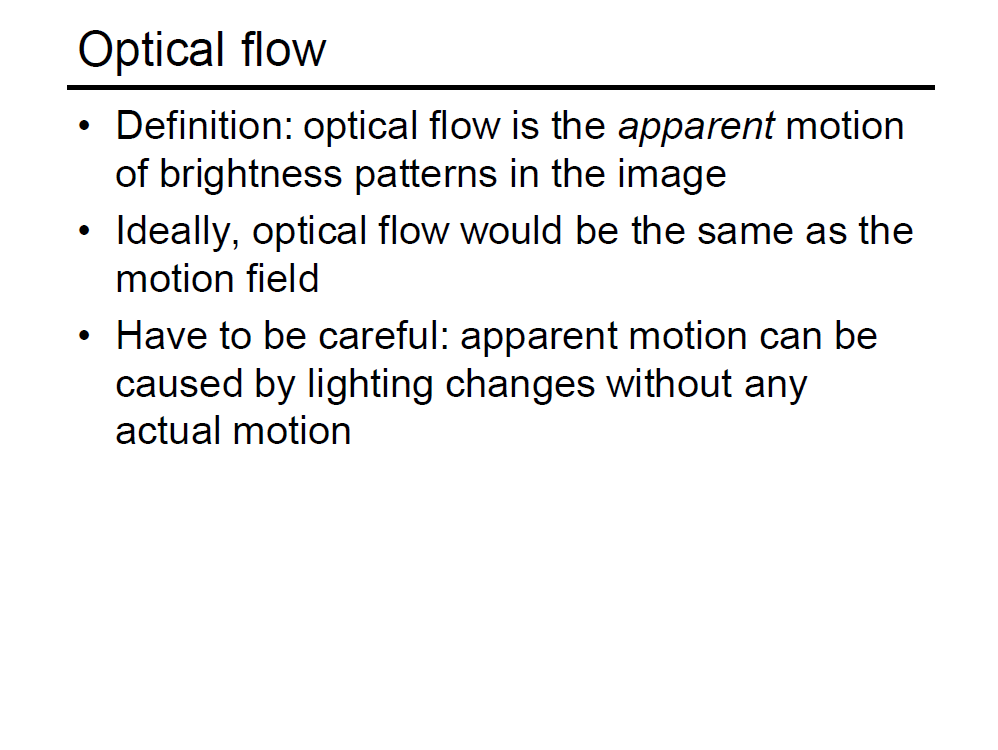 Optical flow
• Definition: optical flow is the apparent motion
of brightness patterns in the image
• Ideally, optical flow would be the same as the
motion field
• Have to be careful: apparent motion can be
caused by lighting changes without any
actual motion